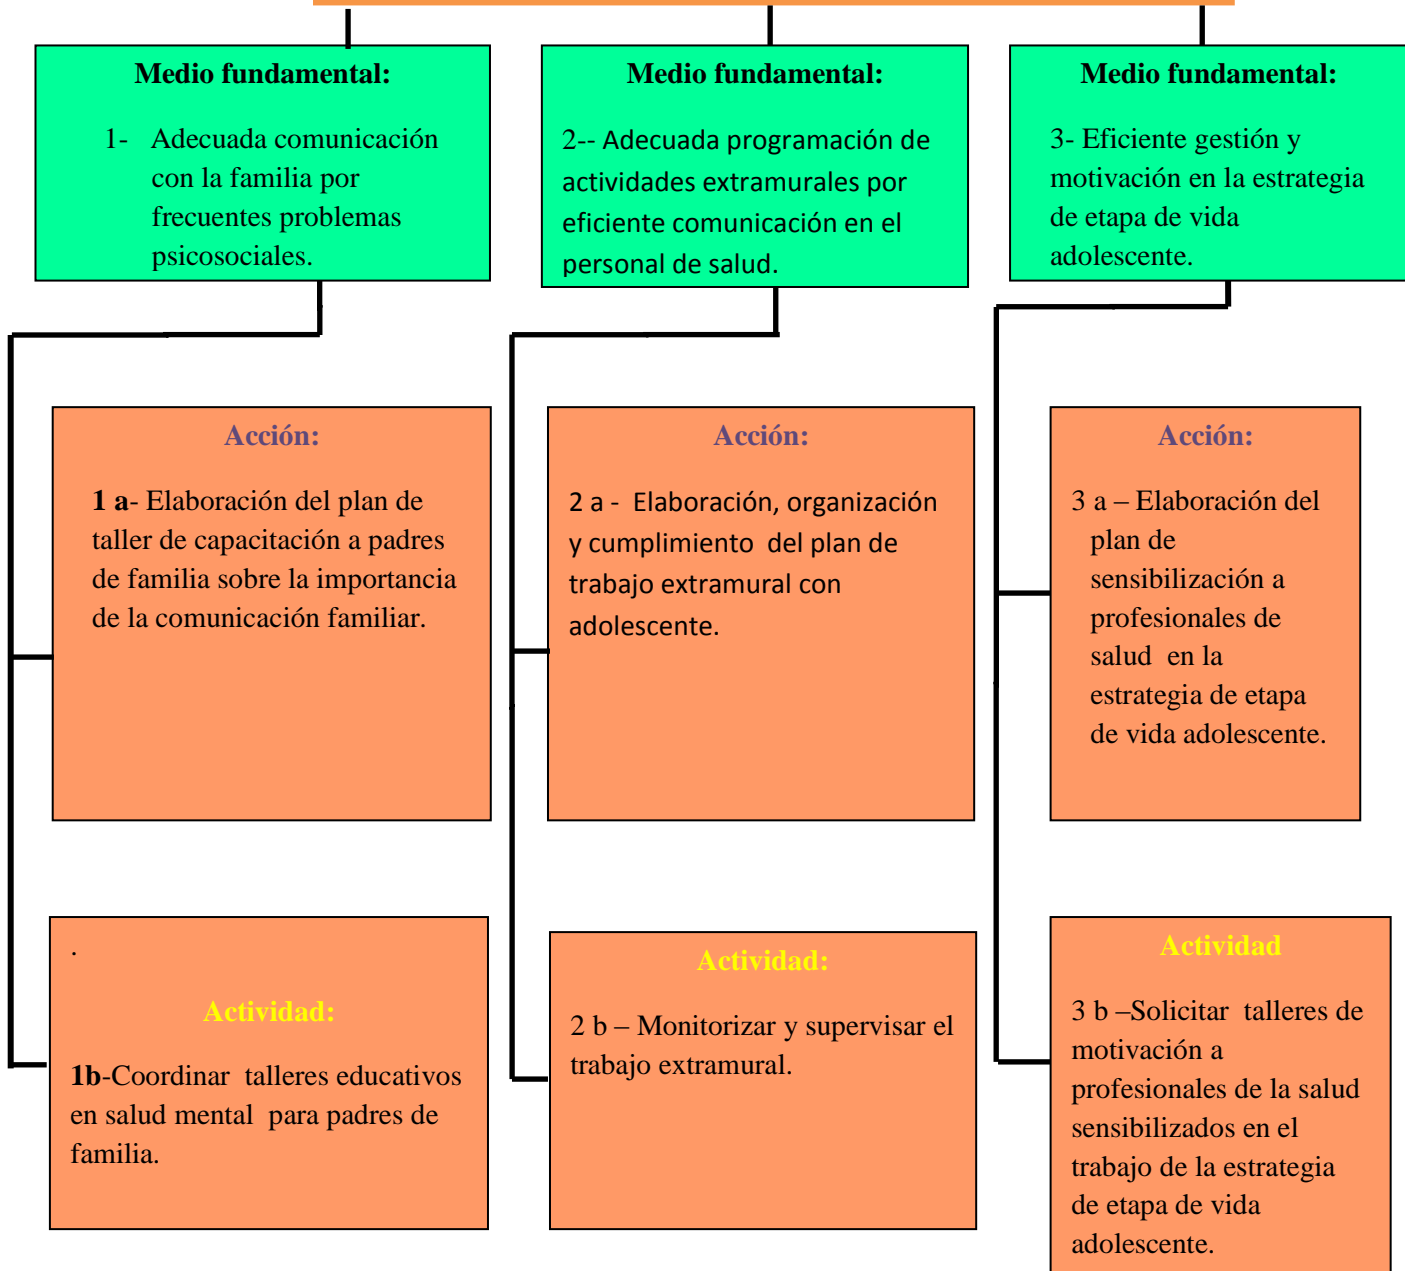 Medio fundamental:
1- Adecuada comunicación
con la familia por
frecuentes problemas
psicosociales.
Medio fundamental:
2-- Adecuada programación de
actividades extramurales por
eficiente comunicación en el
personal de salud.
Medio fundamental:
3- Eficiente gestión y
motivación en la estrategia
de etapa de vida
adolescente.
Acción:
1 a- Elaboración del plan de
taller de capacitación a padres
de familia sobre la importancia
de la comunicación familiar.
Acción:
2 a - Elaboración, organización
y cumplimiento del plan de
trabajo extramural con
adolescente.
Acción:
3 a – Elaboración del
plan de
sensibilización a
profesionales de
salud en la
estrategia de etapa
de vida adolescente.
.
Actividad:
1b-Coordinar talleres educativos
en salud mental para padres de
familia.
Actividad:
2 b – Monitorizar y supervisar el
trabajo extramural.
Actividad
3 b –Solicitar talleres de
motivación a
profesionales de la salud
sensibilizados en el
trabajo de la estrategia
de etapa de vida
adolescente.